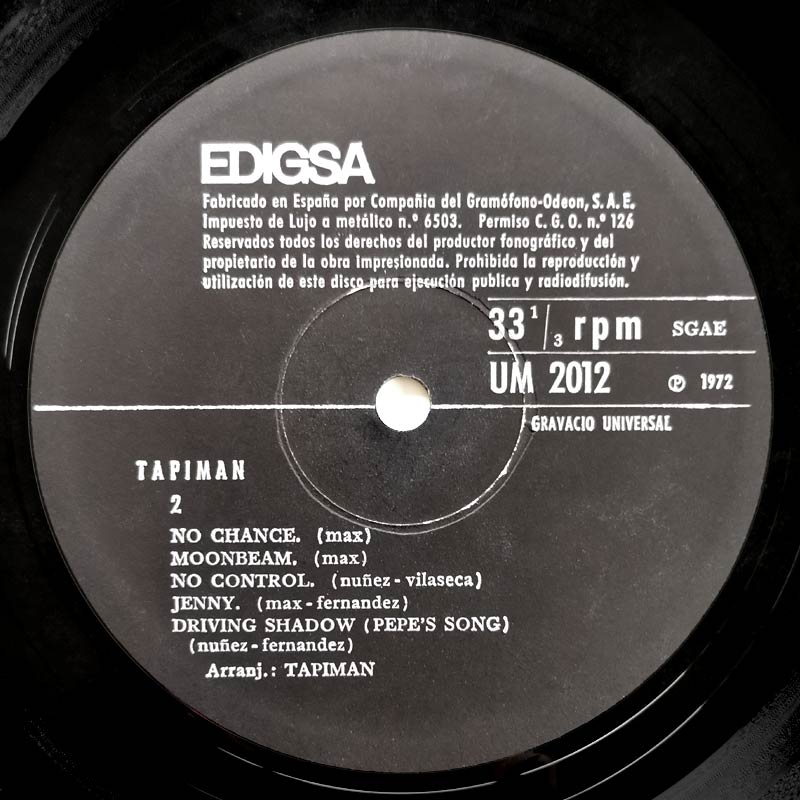 EDIGSA
Fabricado en España por Compañia del Gramófono-Odeon, S. A. E.
Impuesto de Lujo a metálico n.º 6503. Permiso C. G. O. n.º 126
Reservados todos los derechos del productor fonográfico y del
propietario de la obra impresionada. Prohibida la reproducción y
utilización de este disco para ejecución publica y radiodifusión.
33 1/3 rpm SGAE
UM 2012 ℗ 1972
GRAVACIO UNIVERSAL
TAPIMAN
2
NO CHANCE. (max)
MOONBEAM. (max)
NO CONTROL. (nuñez - vilaseca)
JENNY. (max - fernandez)
DRIVING SHADOW (PEPE'S SONG)
(nuñez - fernandez)
Arranj.: TAPIMAN